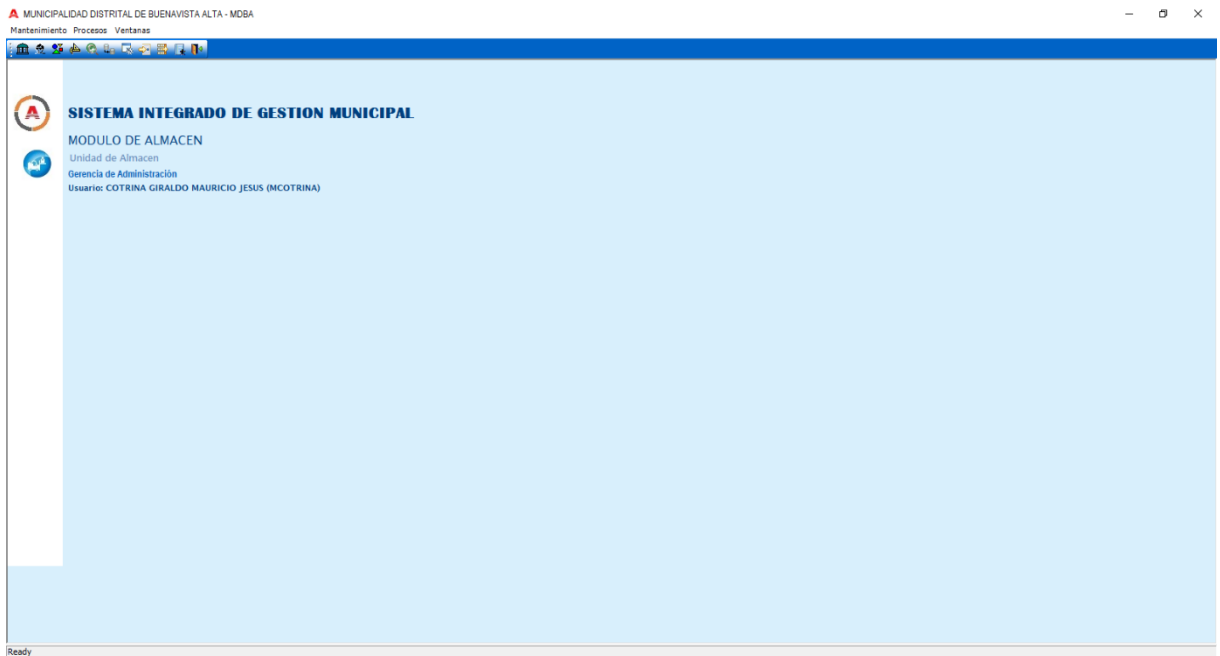 MUNICIPALIDAD DISTRITAL DE BUENAVISTA ALTA - MDBA
Mantenimiento Procesos Ventanas
SISTEMA INTEGRADO DE GESTION MUNICIPAL
MODULO DE ALMACEN
Unidad de Almacen
Gerencia de Administración
Usuario: COTRINA GIRALDO MAURICIO JESUS (MCOTRINA)
Ready